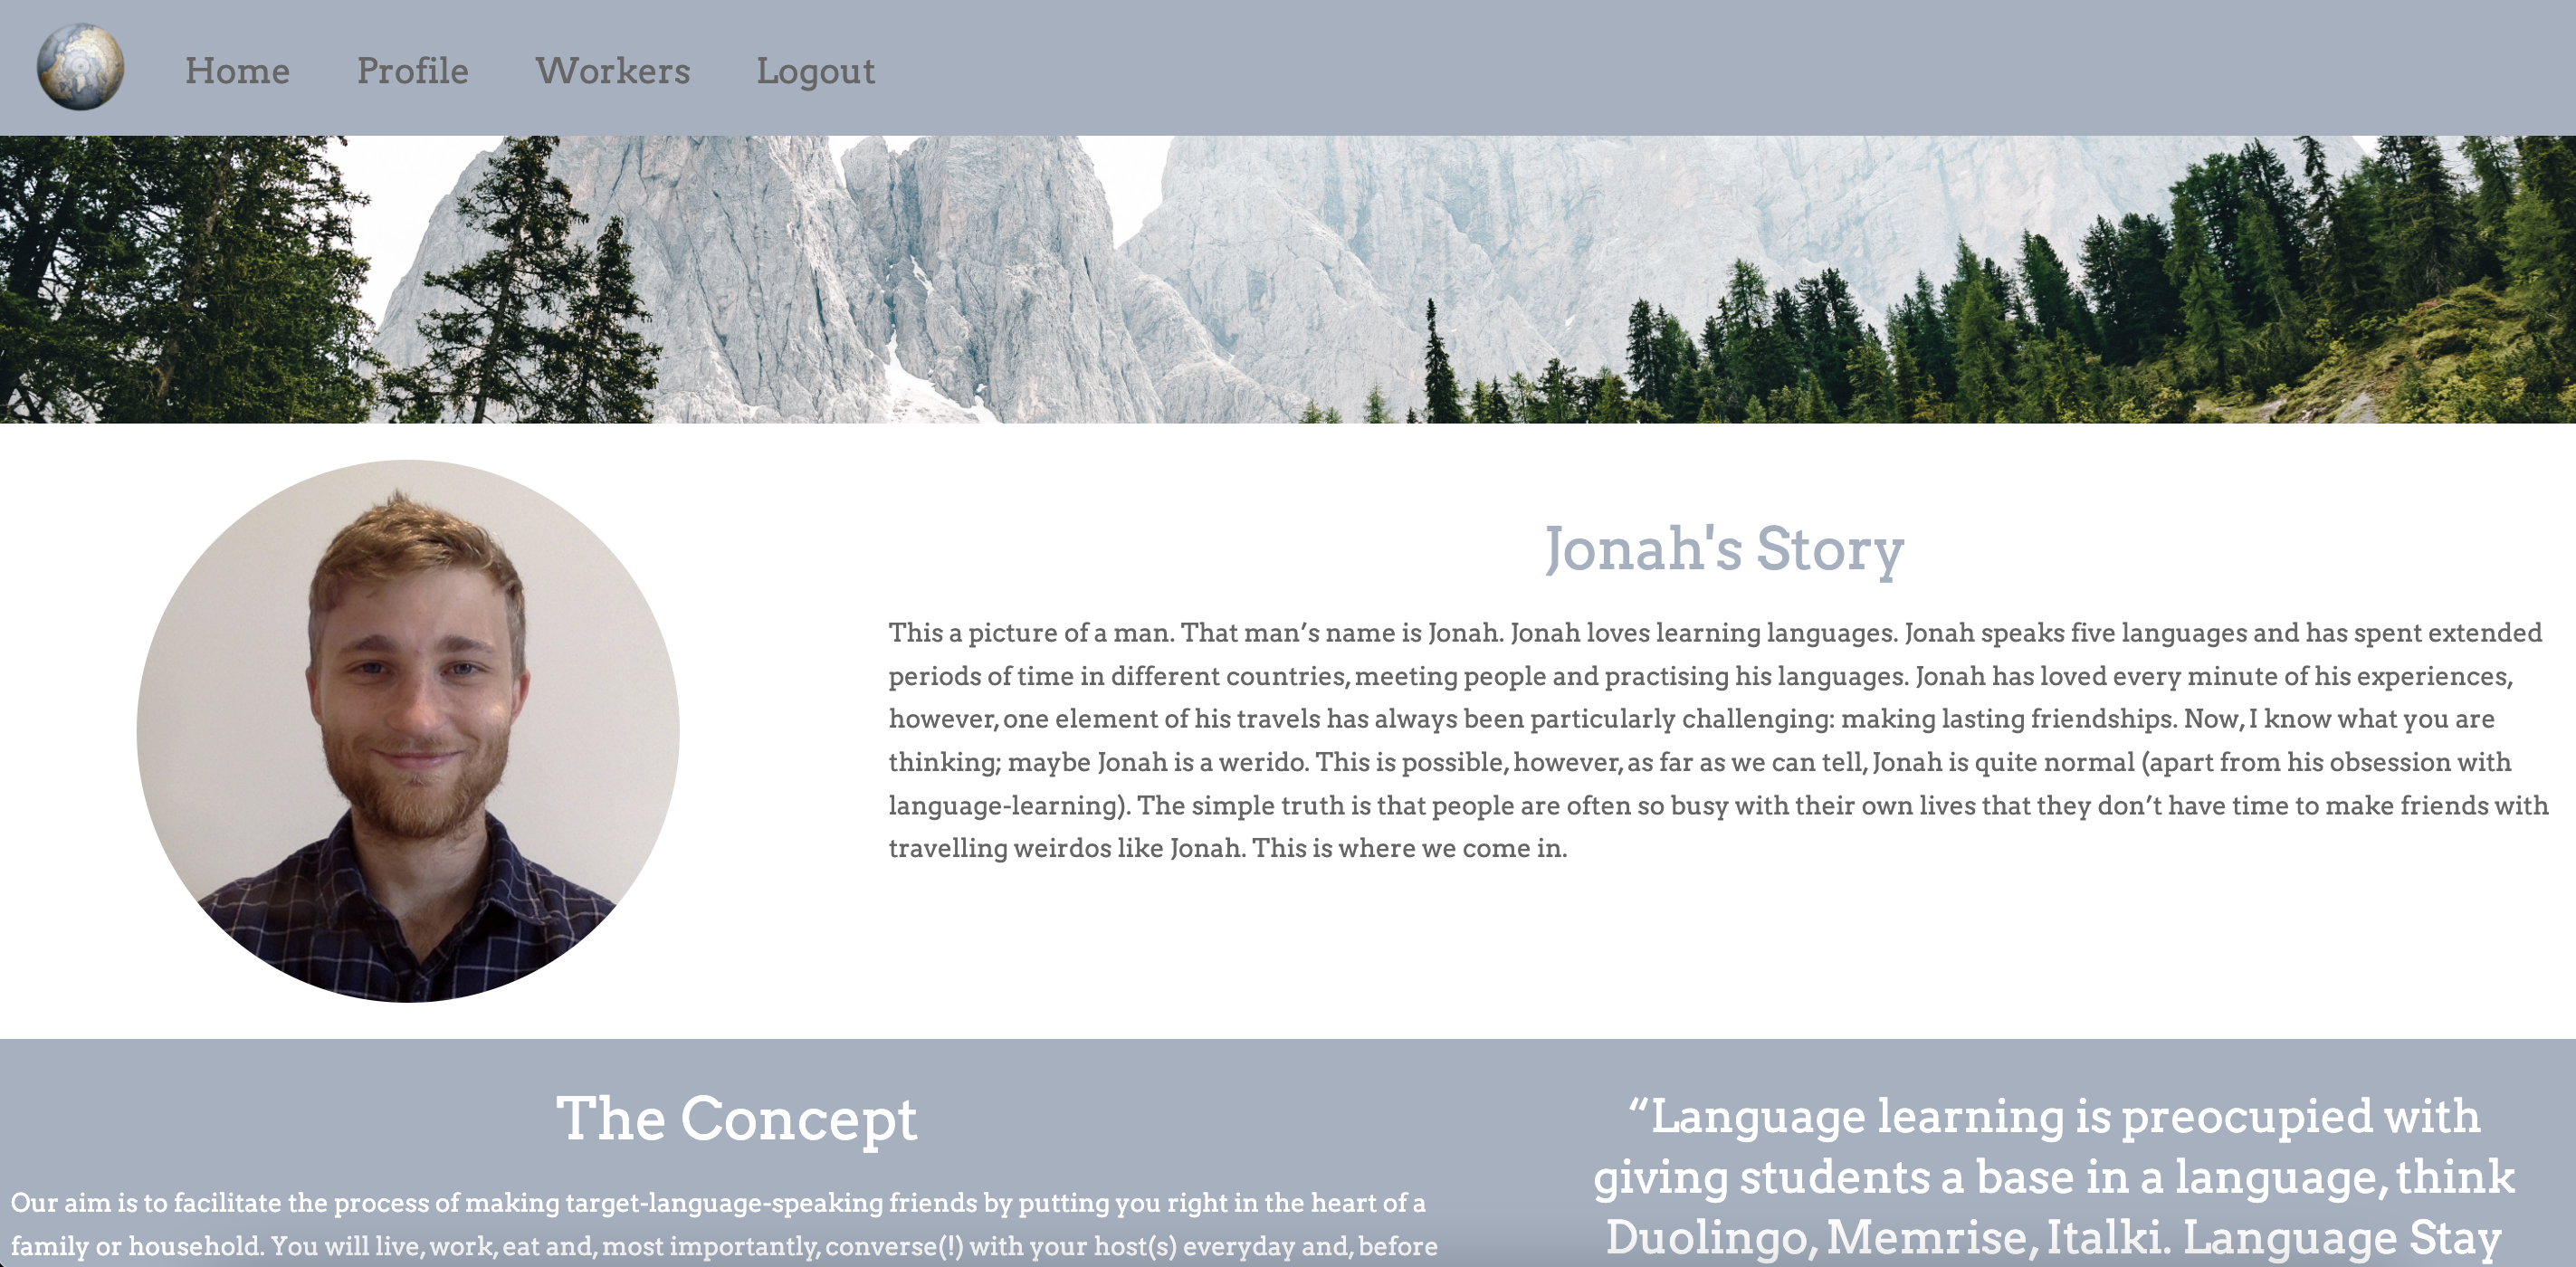 Home Profile Workers Logout
Jonah's Story
This a picture of a man. That man’s name is Jonah. Jonah loves learning languages. Jonah speaks five languages and has spent extended
periods of time in different countries, meeting people and practising his languages. Jonah has loved every minute of his experiences,
however, one element of his travels has always been particularly challenging: making lasting friendships. Now, I know what you are
thinking; maybe Jonah is a werido. This is possible, however, as far as we can tell, Jonah is quite normal (apart from his obsession with
language-learning). The simple truth is that people are often so busy with their own lives that they don’t have time to make friends with
travelling weirdos like Jonah. This is where we come in.
The Concept
Our aim is to facilitate the process of making target-language-speaking friends by putting you right in the heart of a
family or household. You will live, work, eat and, most importantly, converse(!) with your host(s) everyday and, before
“Language learning is preocupied with
giving students a base in a language, think
Duolingo, Memrise, Italki. Language Stay